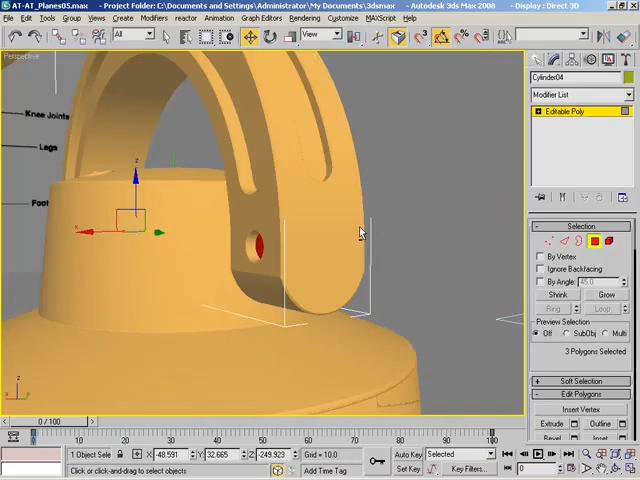 AT-AT_Planes05.max - Project Folder: C:\Documents and Settings\Administrator\My Documents\3dsmax - Autodesk 3ds Max 2008 - Display : Direct 3D
File Edit Tools Group Views Create Modifiers reactor Animation Graph Editors Rendering Customize MAXScript Help
All View
Perspective
Cylinder04
Modifier List
Editable Poly
Knee Joints
Legs
Foot
z
x
Selection
By Vertex
Ignore Backfacing
By Angle: 45.0
Shrink Grow
Ring Loop
Preview Selection
Off SubObj Multi
3 Polygons Selected
+ Soft Selection
- Edit Polygons
Insert Vertex
Extrude Outline
Bevel Inset
0 / 100
0 10 20 30 40 50 60 70 80 90 100
1 Object Sele X: -48.591 Y: 32.665 Z: -249.923 Grid = 10.0 Auto Key Selected
Click or click-and-drag to select objects Add Time Tag Set Key Key Filters... 0